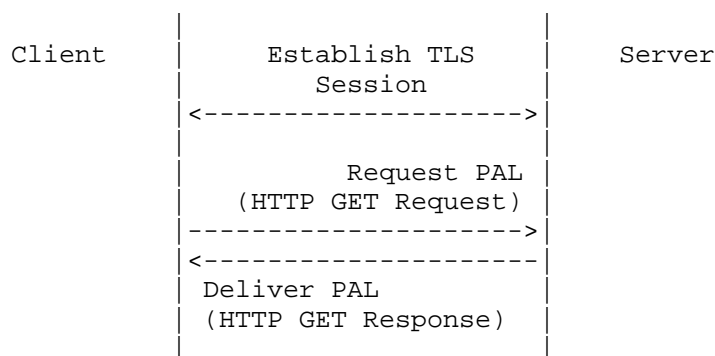 Client Establish TLS Server
Session
<--------------------->
Request PAL
(HTTP GET Request)
--------------------->
<---------------------
Deliver PAL
(HTTP GET Response)